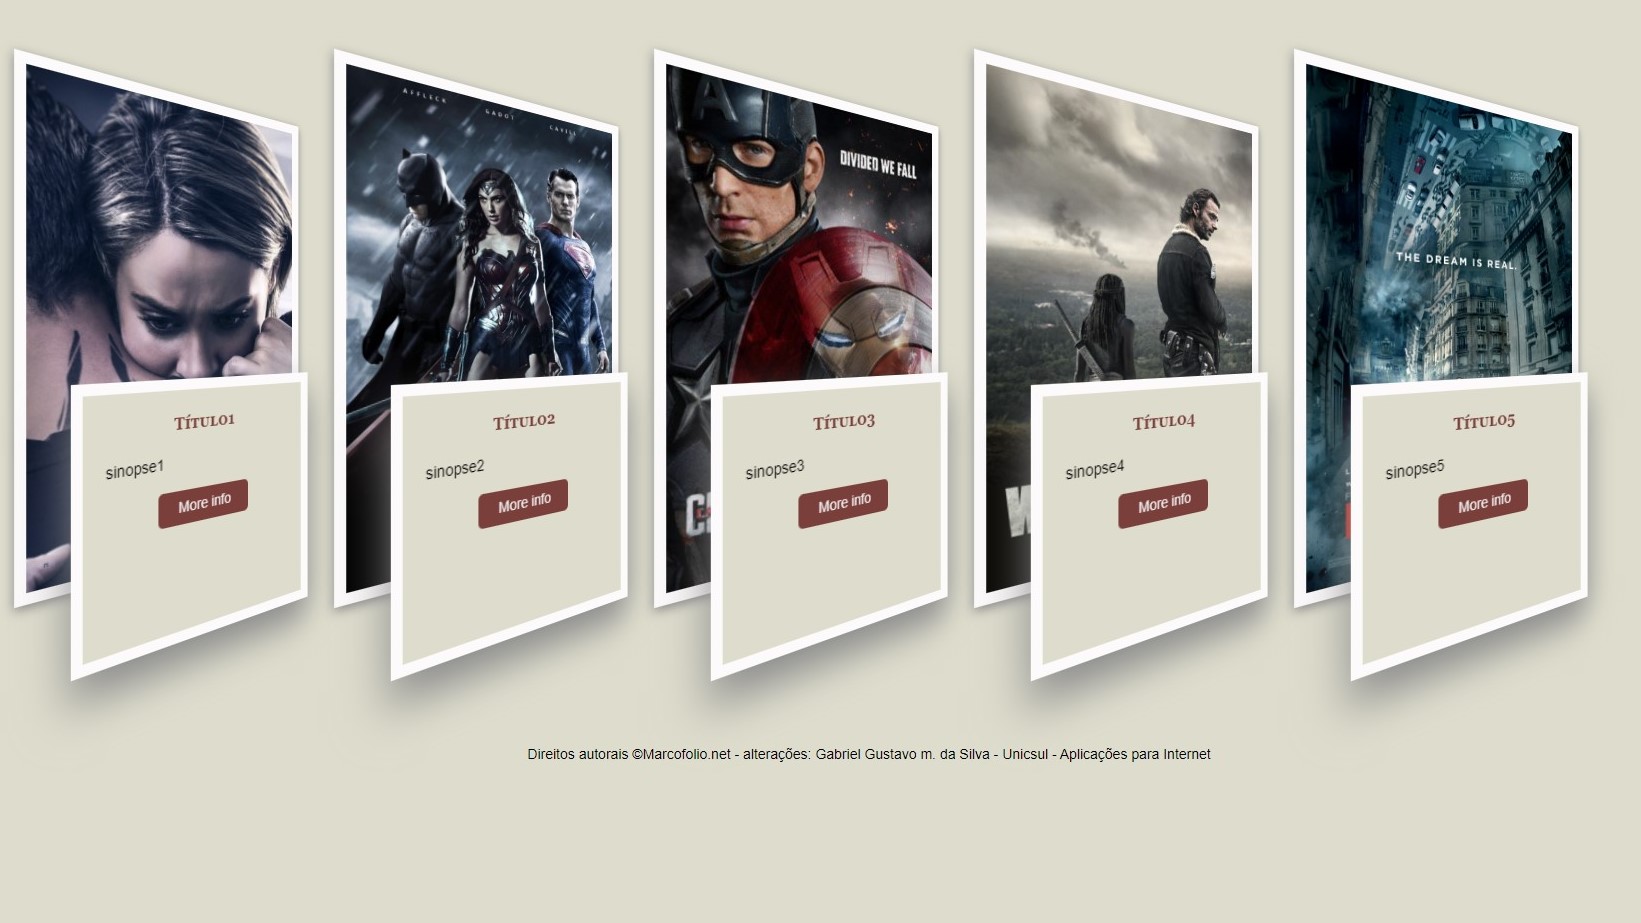 AFFLECK GADOT CAVILL
A
DIVIDED WE FALL
THE DREAM IS REAL.
Título1
sinopse1
More info
Título2
sinopse2
More info
Título3
sinopse3
More info
Título4
sinopse4
More info
Título5
sinopse5
More info
C
W
Direitos autorais ©Marcofolio.net - alterações: Gabriel Gustavo m. da Silva - Unicsul - Aplicações para Internet